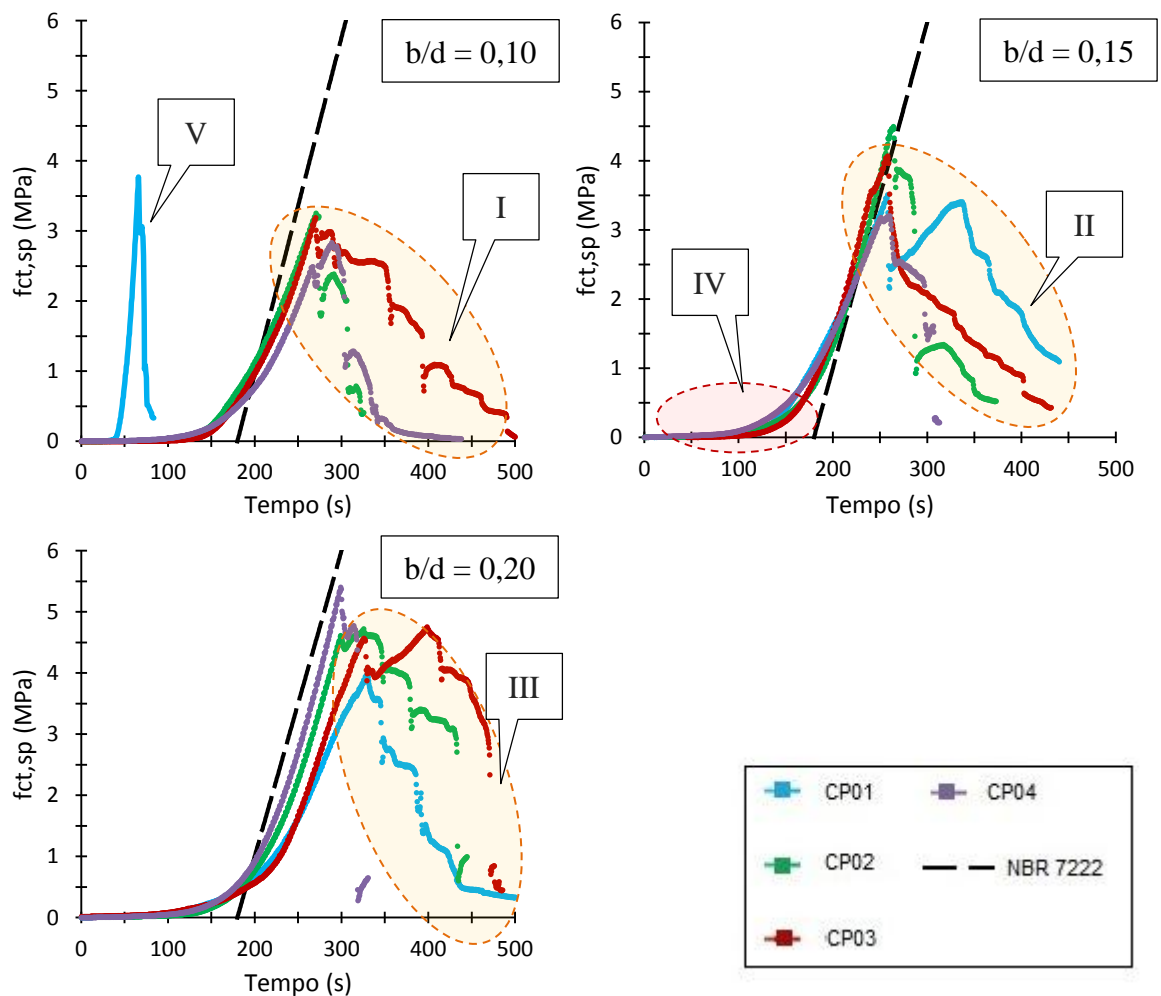 b/d = 0,10
V
I
fct,sp (MPa)
6
5
4
3
2
1
0
0 100 200 300 400 500
Tempo (s)
b/d = 0,15
II
IV
fct,sp (MPa)
6
5
4
3
2
1
0
0 100 200 300 400 500
Tempo (s)
b/d = 0,20
III
fct,sp (MPa)
6
5
4
3
2
1
0
0 100 200 300 400 500
Tempo (s)
CP01 CP04
CP02 NBR 7222
CP03